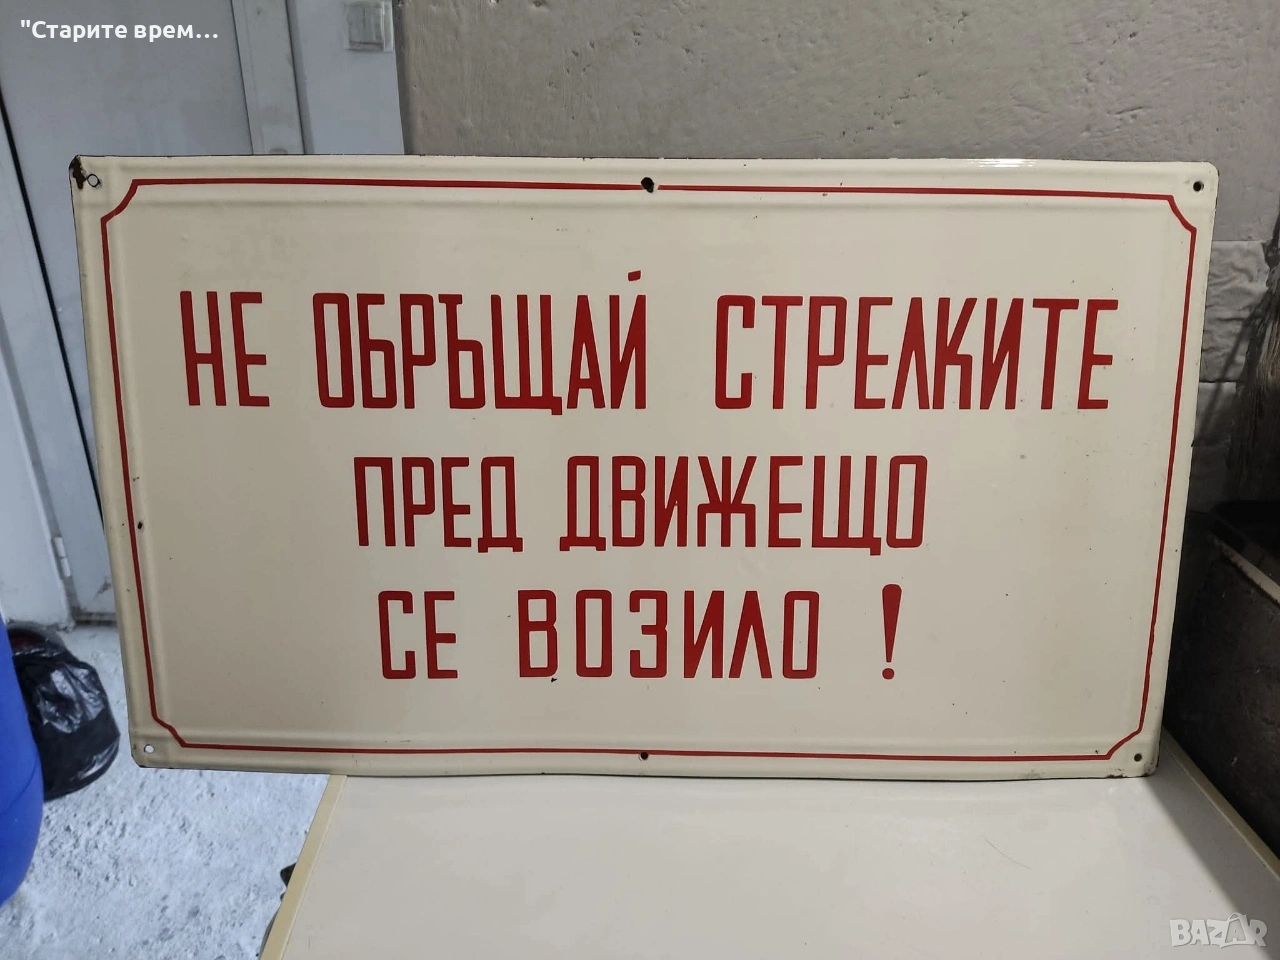 "Старите врем...
НЕ ОБРЪЩАЙ СТРЕЛКИТЕ
ПРЕД ДВИЖЕЩО
СЕ ВОЗИЛО !
BAZAR